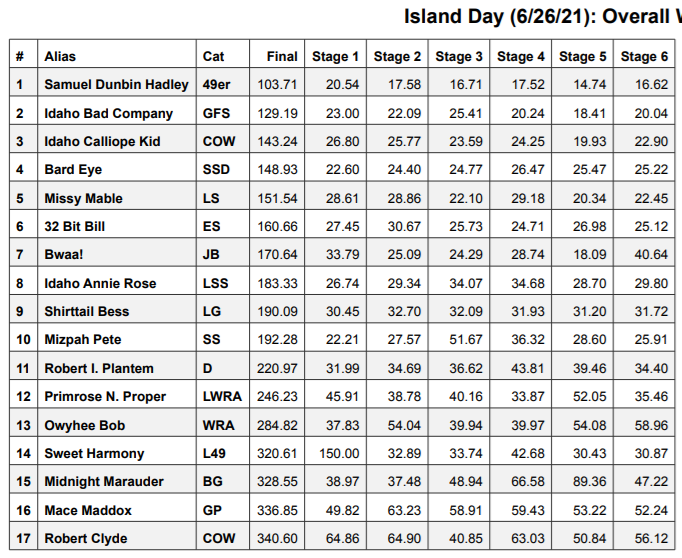 Island Day (6/26/21): Overall
# Alias Cat Final Stage 1 Stage 2 Stage 3 Stage 4 Stage 5 Stage 6
1 Samuel Dunbin Hadley 49er 103.71 20.54 17.58 16.71 17.52 14.74 16.62
2 Idaho Bad Company GFS 129.19 23.00 22.09 25.41 20.24 18.41 20.04
3 Idaho Calliope Kid COW 143.24 26.80 25.77 23.59 24.25 19.93 22.90
4 Bard Eye SSD 148.93 22.60 24.40 24.77 26.47 25.47 25.22
5 Missy Mable LS 151.54 28.61 28.86 22.10 29.18 20.34 22.45
6 32 Bit Bill ES 160.66 27.45 30.67 25.73 24.71 26.98 25.12
7 Bwaa! JB 170.64 33.79 25.09 24.29 28.74 18.09 40.64
8 Idaho Annie Rose LSS 183.33 26.74 29.34 34.07 34.68 28.70 29.80
9 Shirttail Bess LG 190.09 30.45 32.70 32.09 31.93 31.20 31.72
10 Mizpah Pete SS 192.28 22.21 27.57 51.67 36.32 28.60 25.91
11 Robert I. Plantem D 220.97 31.99 34.69 36.62 43.81 39.46 34.40
12 Primrose N. Proper LWRA 246.23 45.91 38.78 40.16 33.87 52.05 35.46
13 Owyhee Bob WRA 284.82 37.83 54.04 39.94 39.97 54.08 58.96
14 Sweet Harmony L49 320.61 150.00 32.89 33.74 42.68 30.43 30.87
15 Midnight Marauder BG 328.55 38.97 37.48 48.94 66.58 89.36 47.22
16 Mace Maddox GP 336.85 49.82 63.23 58.91 59.43 53.22 52.24
17 Robert Clyde COW 340.60 64.86 64.90 40.85 63.03 50.84 56.12